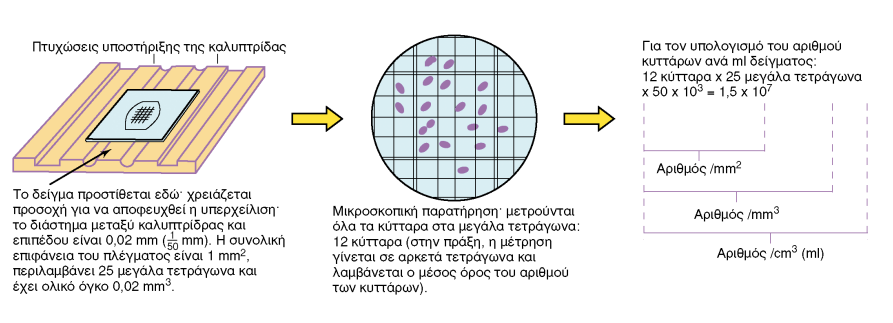 Πτυχώσεις υποστήριξης της καλυπτρίδας
Το δείγμα προστίθεται εδώ· χρειάζεται
προσοχή για να αποφευχθεί η υπερχείλιση·
το διάστημα μεταξύ καλυπτρίδας και
επιπέδου είναι 0,02 mm (1/50 mm). Η συνολική
επιφάνεια του πλέγματος είναι 1 mm², 
περιλαμβάνει 25 μεγάλα τετράγωνα και
έχει ολικό όγκο 0,02 mm³.
Μικροσκοπική παρατήρηση· μετρούνται
όλα τα κύτταρα στα μεγάλα τετράγωνα:
12 κύτταρα (στην πράξη, η μέτρηση
γίνεται σε αρκετά τετράγωνα και
λαμβάνεται ο μέσος όρος του αριθμού
των κυττάρων).
Για τον υπολογισμό του αριθμού
κυττάρων ανά ml δείγματος:
12 κύτταρα x 25 μεγάλα τετράγωνα
x 50 x 10³ = 1,5 x 10⁷
Αριθμός /mm²
Αριθμός /mm³
Αριθμός /cm³ (ml)